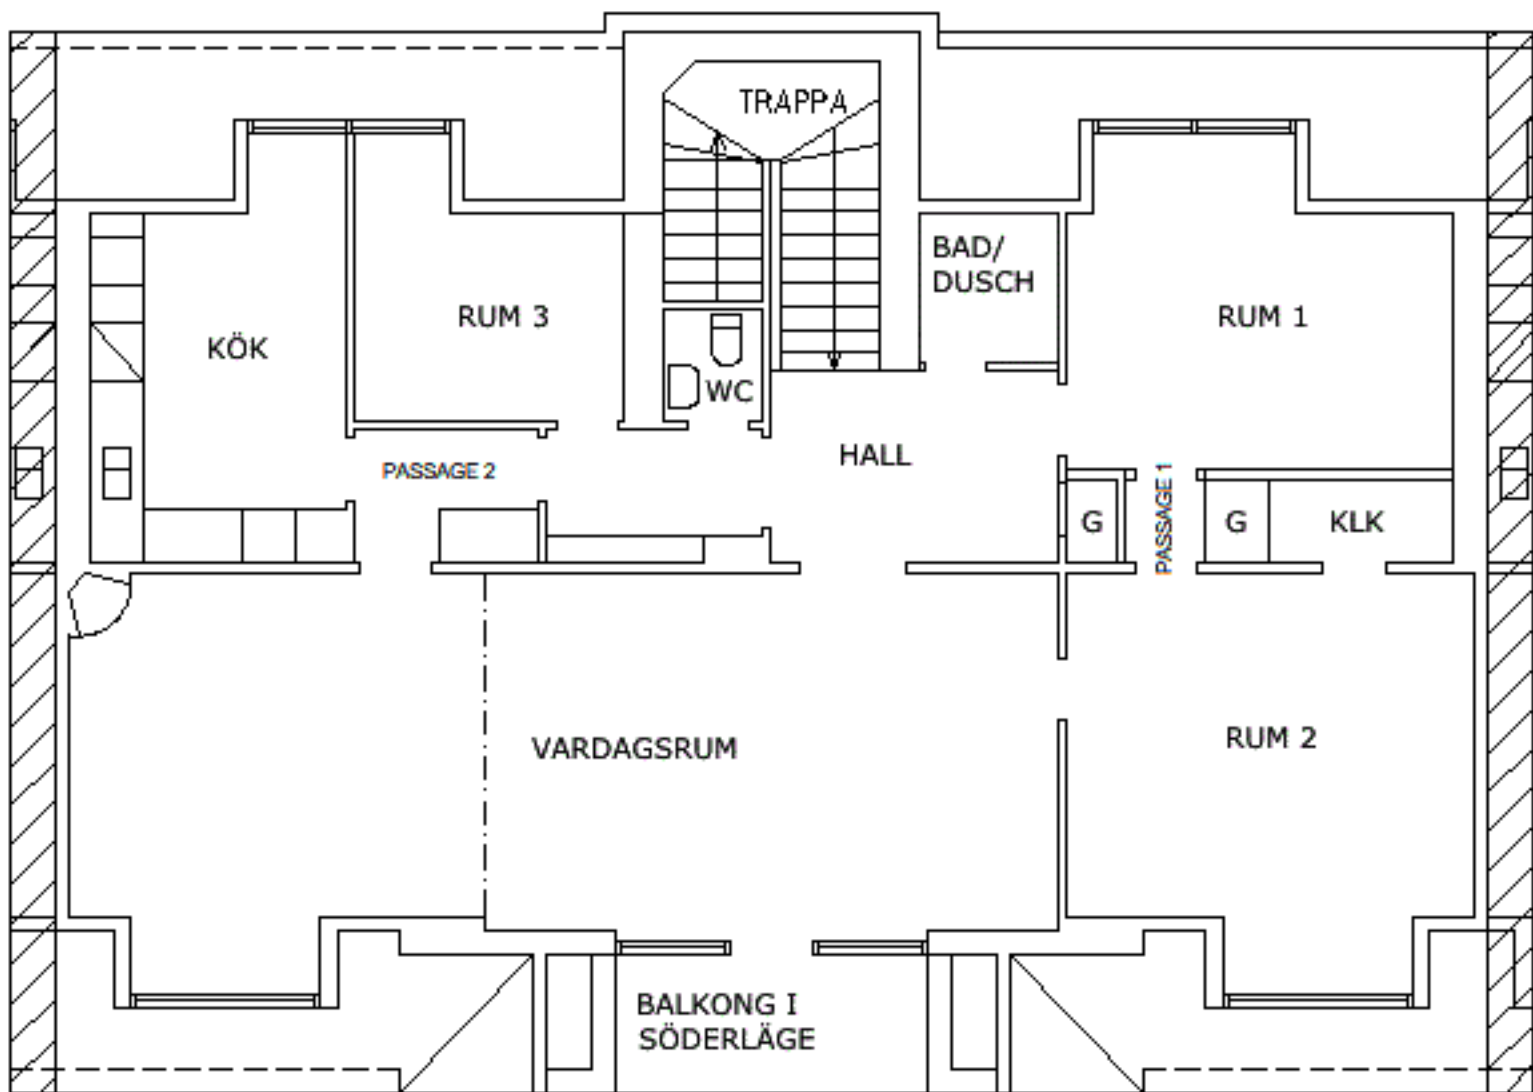 TRAPPA
BAD/
DUSCH
RUM 3
RUM 1
KÖK
WC
HALL
PASSAGE 2
PASSAGE 1
G
G
KLK
VARDAGSRUM
RUM 2
BALKONG I
SÖDERLÄGE